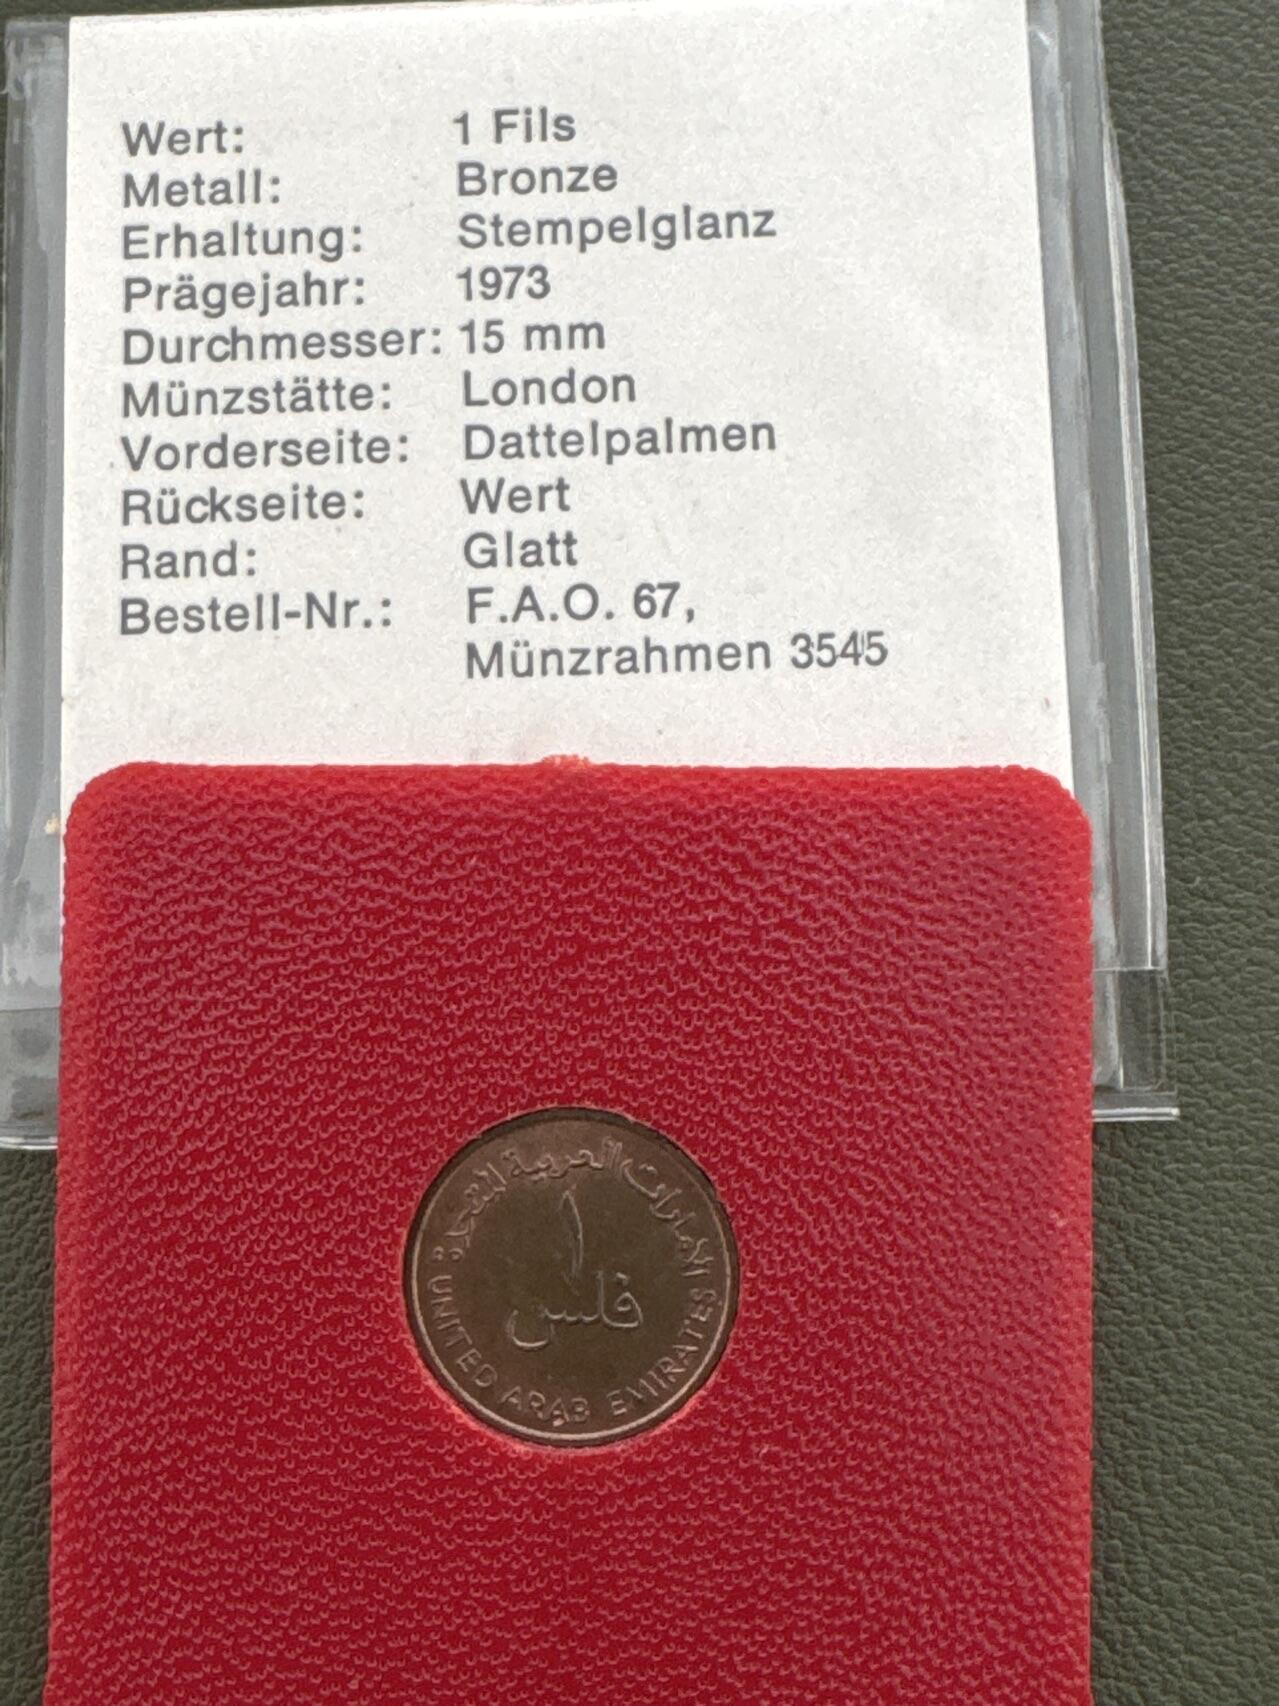 Wert: 1 Fils
Metall: Bronze
Erhaltung: Stempelglanz
Prägejahr: 1973
Durchmesser: 15 mm
Münzstätte: London
Vorderseite: Dattelpalmen
Rückseite: Wert
Rand: Glatt
Bestell-Nr.: F.A.O. 67,
Münzrahmen 3545
الامارات العربية المتحدة
١
فلس
UNITED ARAB EMIRATES